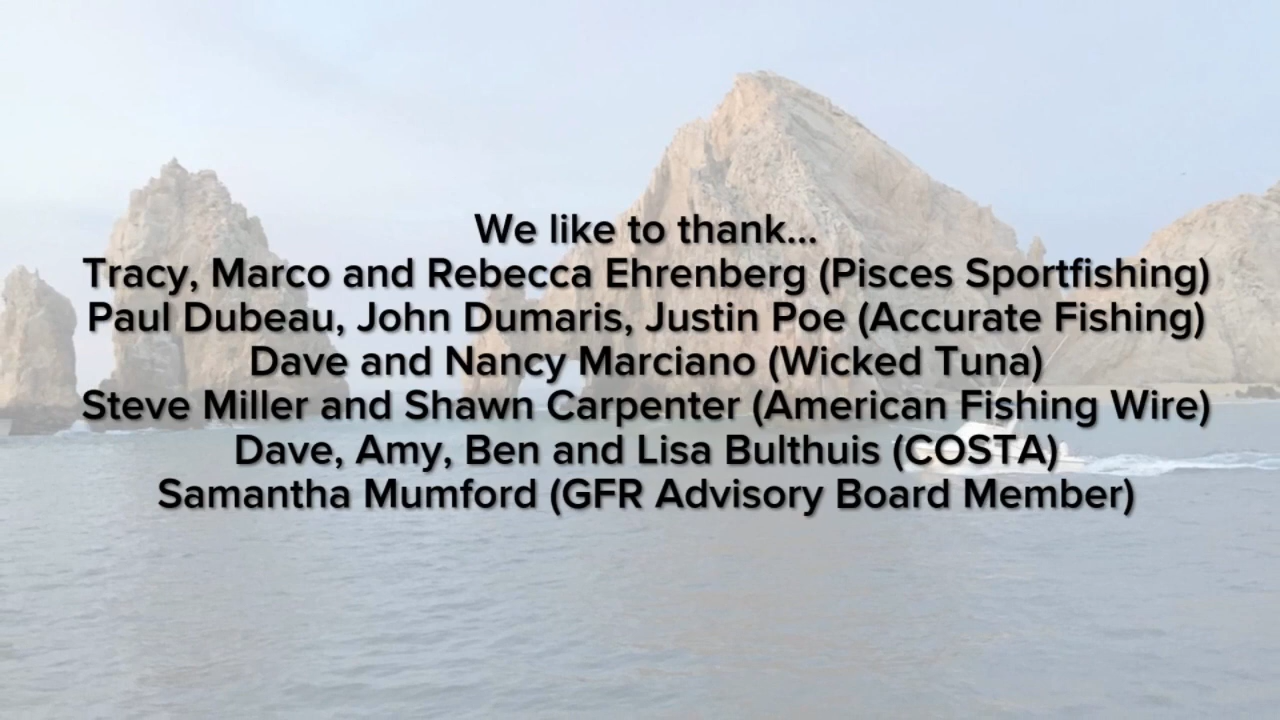 We like to thank...
Tracy, Marco and Rebecca Ehrenberg (Pisces Sportfishing)
Paul Dubeau, John Dumaris, Justin Poe (Accurate Fishing)
Dave and Nancy Marciano (Wicked Tuna)
Steve Miller and Shawn Carpenter (American Fishing Wire)
Dave, Amy, Ben and Lisa Bulthuis (COSTA)
Samantha Mumford (GFR Advisory Board Member)